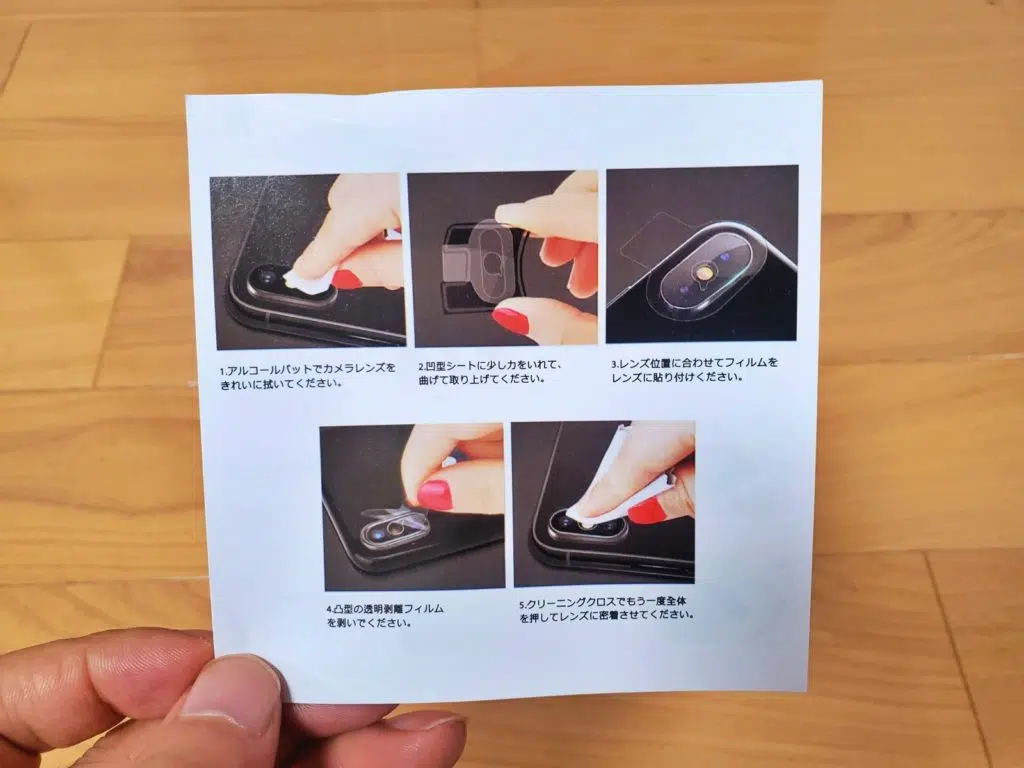 1.アルコールパットでカメラレンズを
きれいに拭いてください。
2.凹型シートに少し力をいれて、
曲げて取り上げてください。
3.レンズ位置に合わせてフィルムを
レンズに貼り付けください。
4.凸型の透明剥離フィルム
を剥いでください。
5.クリーニングクロスでもう一度全体
を押してレンズに密着させてください。